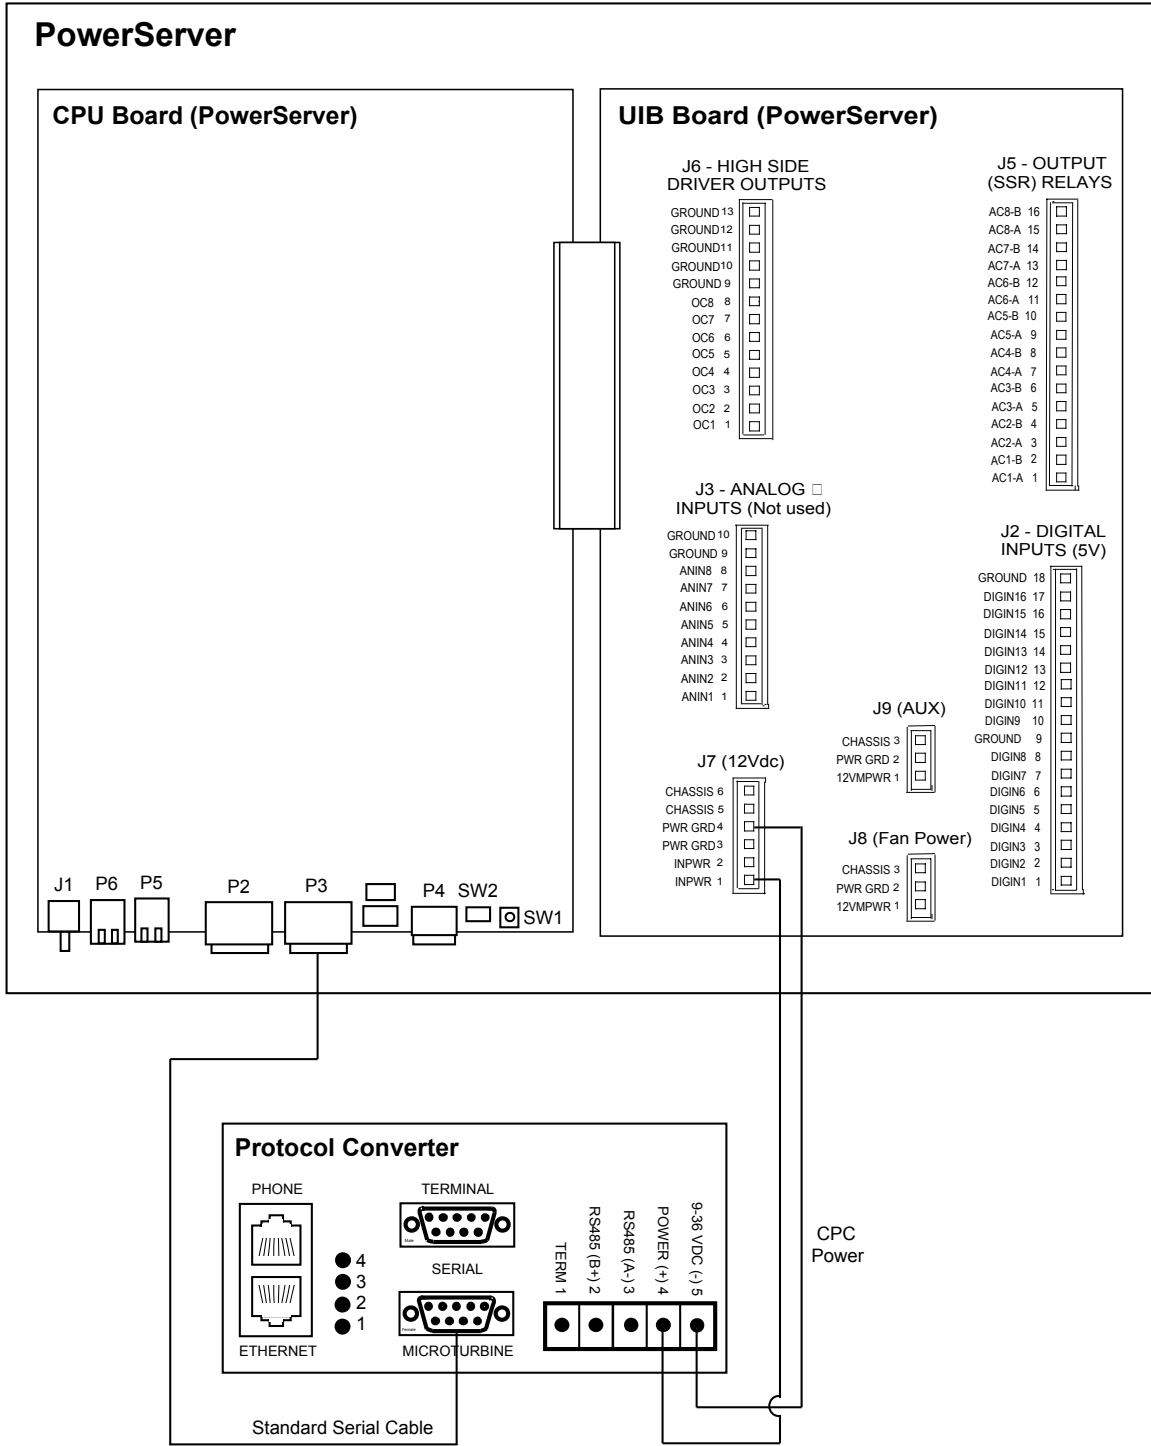 PowerServer
CPU Board (PowerServer)
J1
P6
P5
P2
P3
P4
SW2
SW1
UIB Board (PowerServer)
J6 - HIGH SIDE
DRIVER OUTPUTS
GROUND 13
GROUND 12
GROUND 11
GROUND 10
GROUND 9
OC8 8
OC7 7
OC6 6
OC5 5
OC4 4
OC3 3
OC2 2
OC1 1
J5 - OUTPUT
(SSR) RELAYS
AC8-B 16
AC8-A 15
AC7-B 14
AC7-A 13
AC6-B 12
AC6-A 11
AC5-B 10
AC5-A 9
AC4-B 8
AC4-A 7
AC3-B 6
AC3-A 5
AC2-B 4
AC2-A 3
AC1-B 2
AC1-A 1
J3 - ANALOG □
INPUTS (Not used)
GROUND 10
GROUND 9
ANIN8 8
ANIN7 7
ANIN6 6
ANIN5 5
ANIN4 4
ANIN3 3
ANIN2 2
ANIN1 1
J2 - DIGITAL
INPUTS (5V)
GROUND 18
DIGIN16 17
DIGIN15 16
DIGIN14 15
DIGIN13 14
DIGIN12 13
DIGIN11 12
DIGIN10 11
DIGIN9 10
GROUND 9
DIGIN8 8
DIGIN7 7
DIGIN6 6
DIGIN5 5
DIGIN4 4
DIGIN3 3
DIGIN2 2
DIGIN1 1
J9 (AUX)
CHASSIS 3
PWR GRD 2
12VMPWR 1
J7 (12Vdc)
CHASSIS 6
CHASSIS 5
PWR GRD 4
PWR GRD 3
INPWR 2
INPWR 1
J8 (Fan Power)
CHASSIS 3
PWR GRD 2
12VMPWR 1
Protocol Converter
PHONE
ETHERNET
4
3
2
1
TERMINAL
Male
SERIAL
Female
MICROTURBINE
TERM 1
RS485 (B+) 2
RS485 (A-) 3
POWER (+) 4
9-36 VDC (-) 5
CPC
Power
Standard Serial Cable